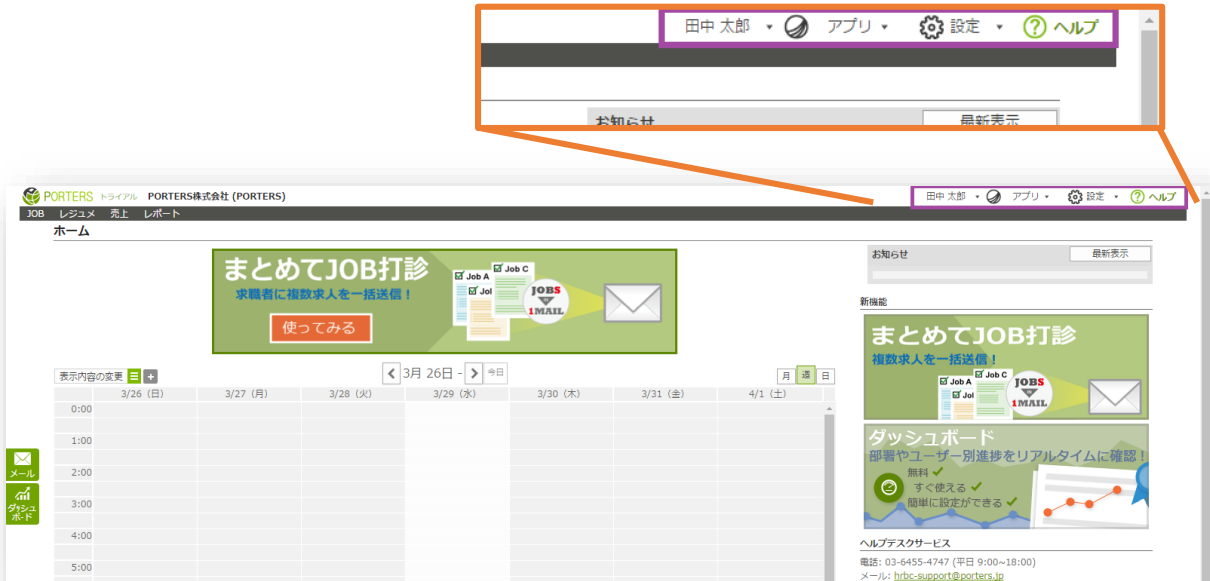 田中 太郎 アプリ 設定 ヘルプ
お知らせ 最新表示
PORTERS トライアル PORTERS株式会社 (PORTERS) 田中 太郎 アプリ 設定 ヘルプ
JOB レジュメ 売上 レポート
ホーム
まとめてJOB打診
求職者に複数求人を一括送信！
使ってみる
Job A
Job C
Jol
JOBS
in
1MAIL
お知らせ 最新表示
新機能
まとめてJOB打診
複数求人を一括送信！
Job A
Job C
Jol
JOBS
in
1MAIL
表示内容の変更 3月 26日 - 今日 月 週 日
3/26 (日) 3/27 (月) 3/28 (火) 3/29 (水) 3/30 (木) 3/31 (金) 4/1 (土)
0:00
1:00
2:00
3:00
4:00
5:00
メール
ダッシュ
ボード
ダッシュボード
部署やユーザー別進捗をリアルタイムに確認！
無料
すぐ使える
簡単に設定ができる
ヘルプデスクサービス
電話: 03-6455-4747 (平日 9:00~18:00)
メール: hrbc-support@porters.jp